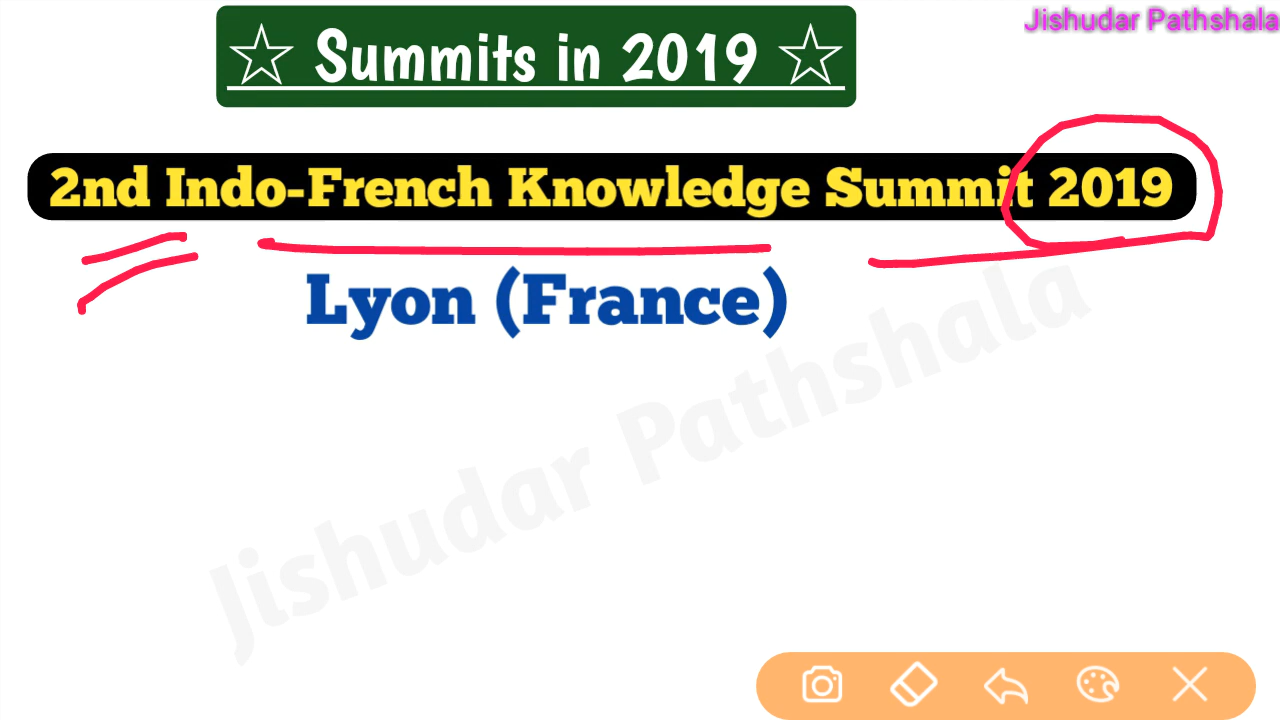 Jishudar Pathshala
☆ Summits in 2019 ☆
2nd Indo-French Knowledge Summit 2019
Lyon (France)
Jishudar Pathshala